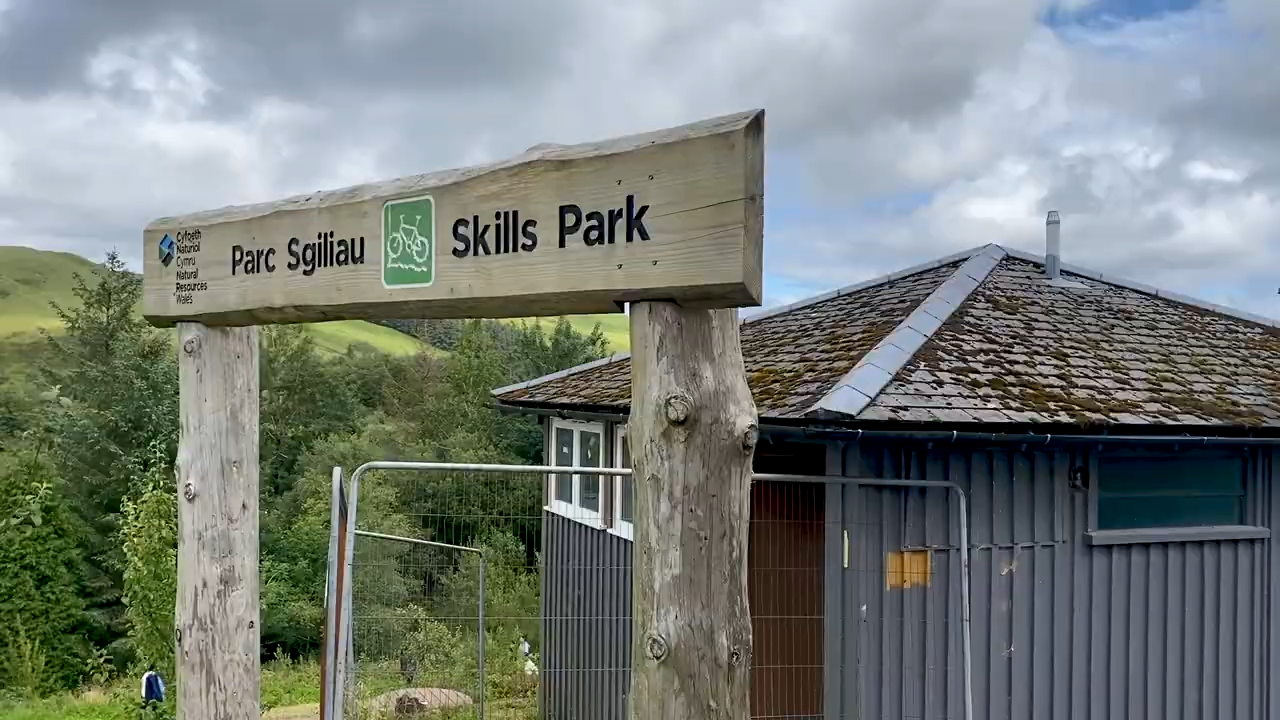 Cyfoeth
Naturiol
Cymru
Natural
Resources
Wales
Parc Sgiliau
Skills Park